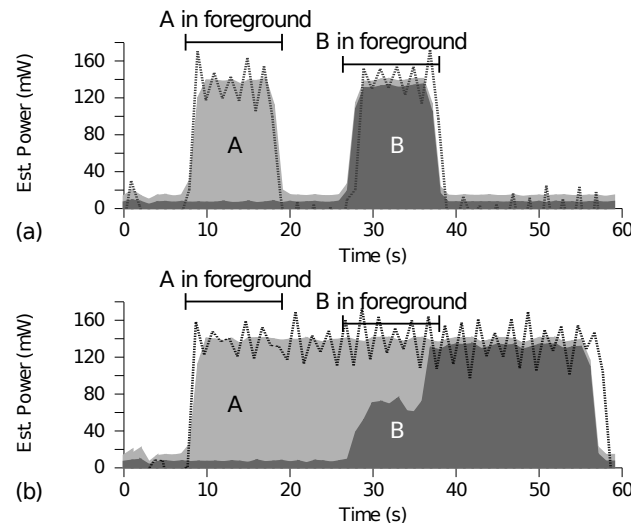 A in foreground
B in foreground
Est. Power (mW)
160
120
80
40
0
A
B
0 10 20 30 40 50 60
(a)
Time (s)
A in foreground
B in foreground
Est. Power (mW)
160
120
80
40
0
A
B
0 10 20 30 40 50 60
(b)
Time (s)